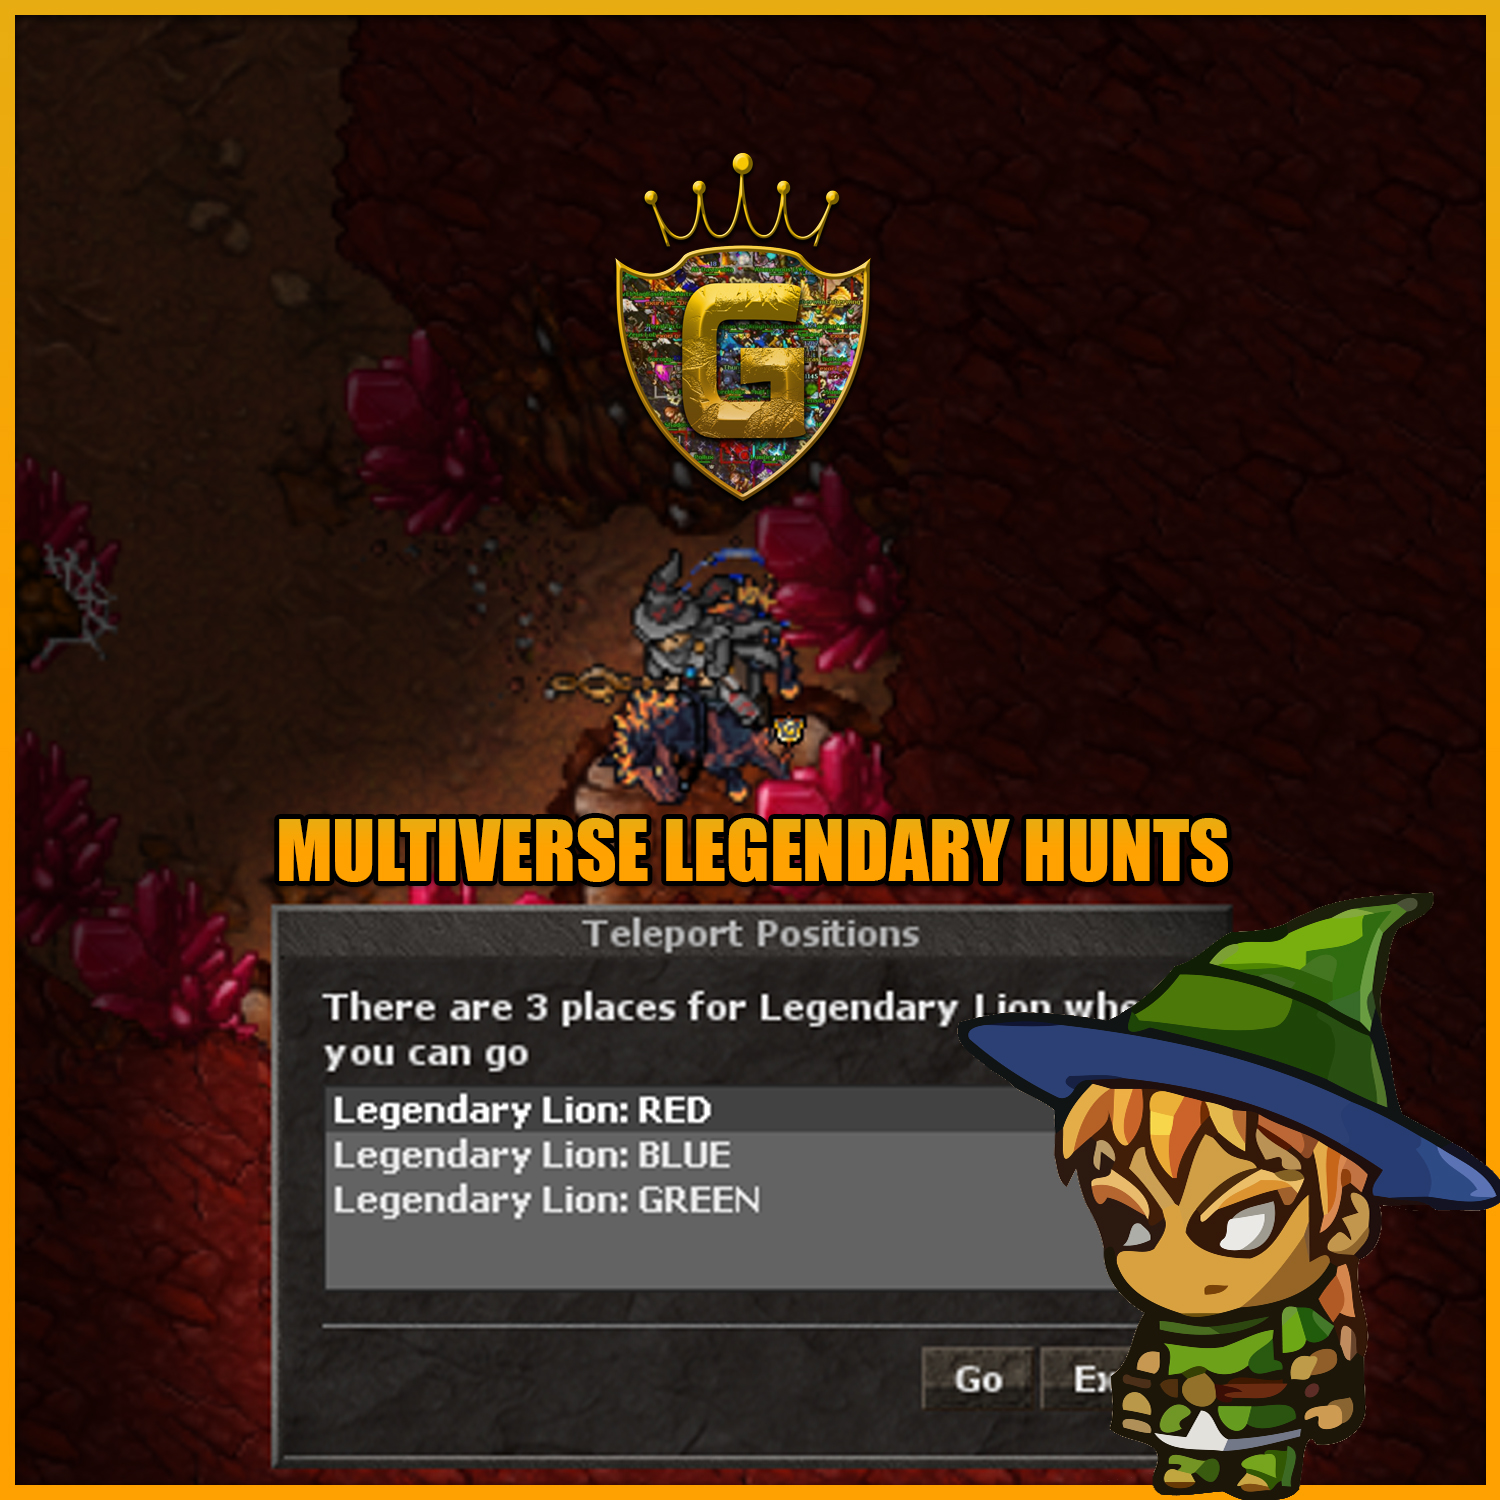 G
MULTIVERSE LEGENDARY HUNTS
Teleport Positions
There are 3 places for Legendary Lion
you can go
Legendary Lion: RED
Legendary Lion: BLUE
Legendary Lion: GREEN
Go